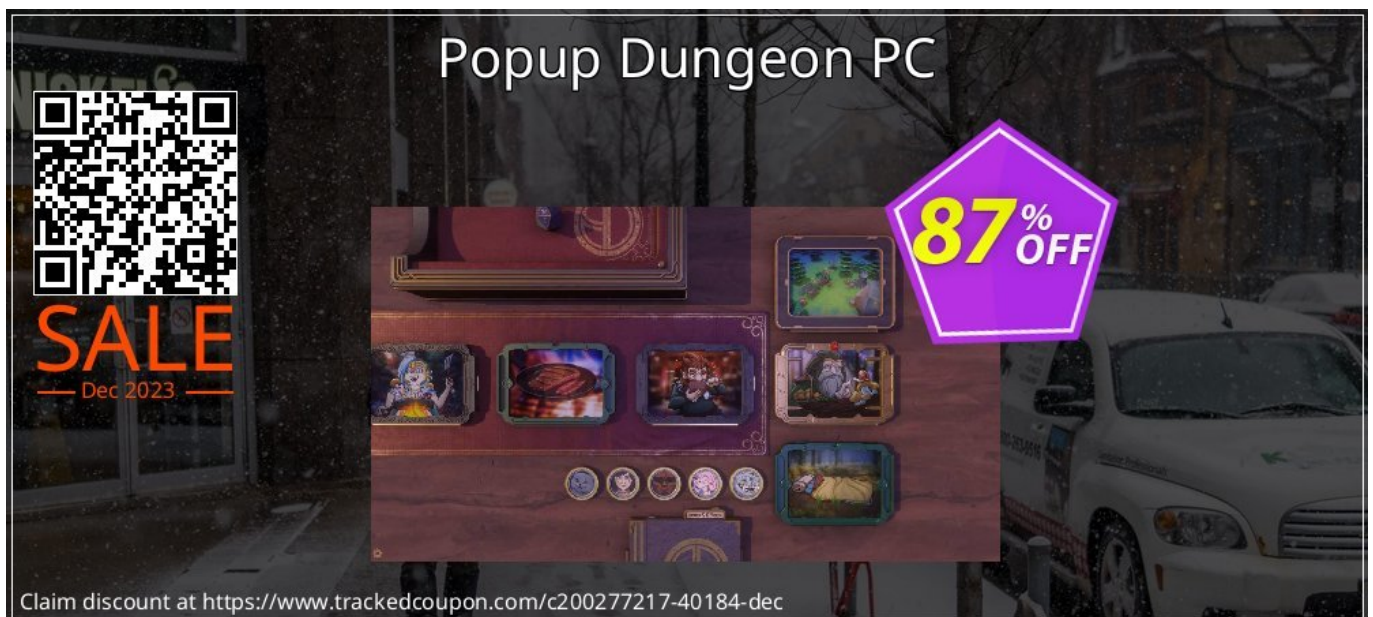 Popup Dungeon PC
87% OFF
SALE
Dec 2023
Claim discount at https://www.trackedcoupon.com/c200277217-40184-dec